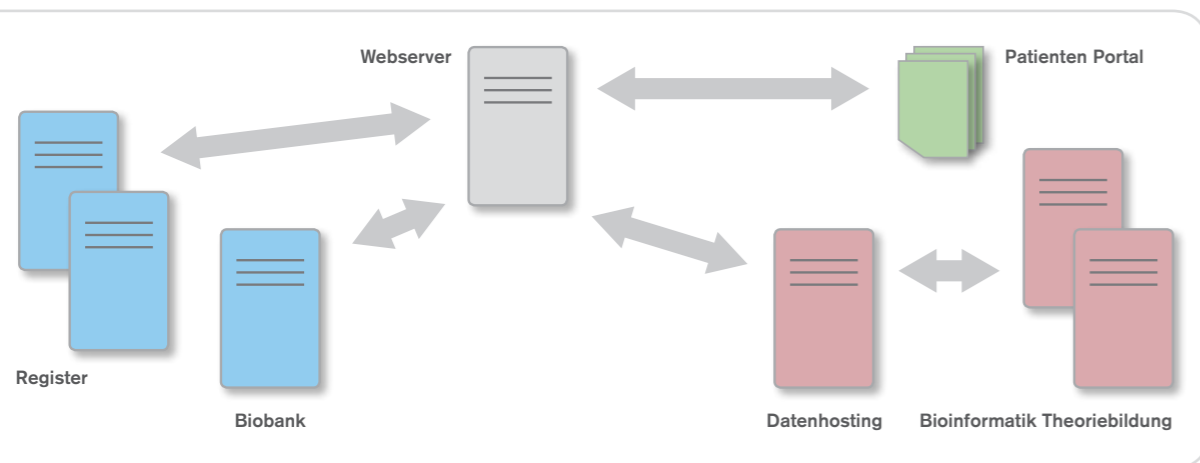 Webserver
Patienten Portal
Register
Biobank
Datenhosting
Bioinformatik Theoriebildung